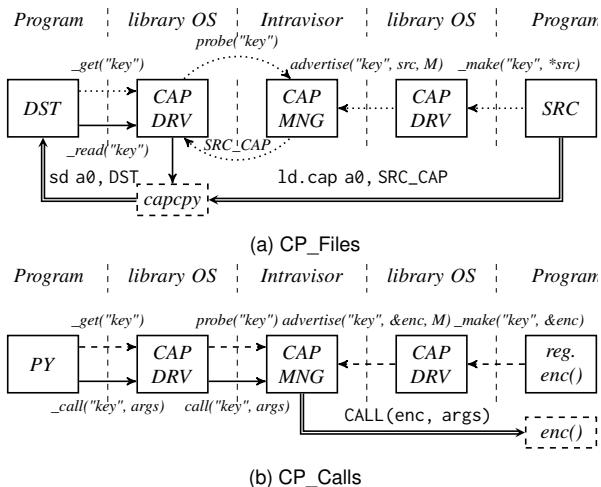 Program library OS Intravisor library OS Program
probe("key")
_get("key") advertise("key", src, M) _make("key", *src)
DST CAP DRV CAP MNG CAP DRV SRC
_read("key") SRC_CAP
sd a0, DST ld.cap a0, SRC_CAP
capcpy
(a) CP_Files
Program library OS Intravisor library OS Program
_get("key") probe("key") advertise("key", &enc, M) _make("key", &enc)
PY CAP DRV CAP MNG CAP DRV reg. enc()
_call("key", args) call("key", args)
CALL(enc, args)
enc()
(b) CP_Calls